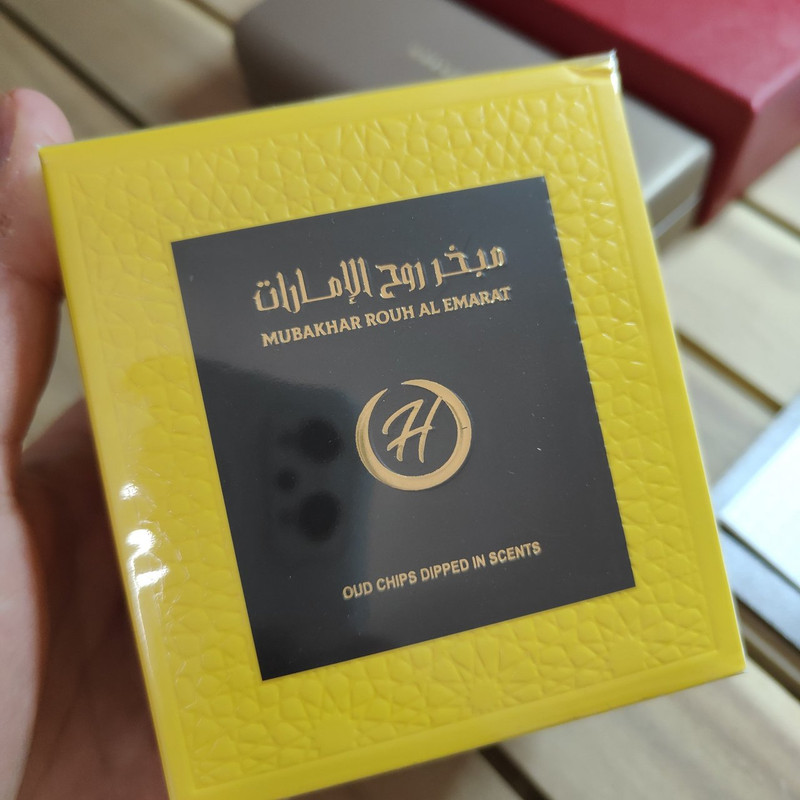 مبخر روح الإمارات
MUBAKHAR ROUH AL EMARAT
H
OUD CHIPS DIPPED IN SCENTS